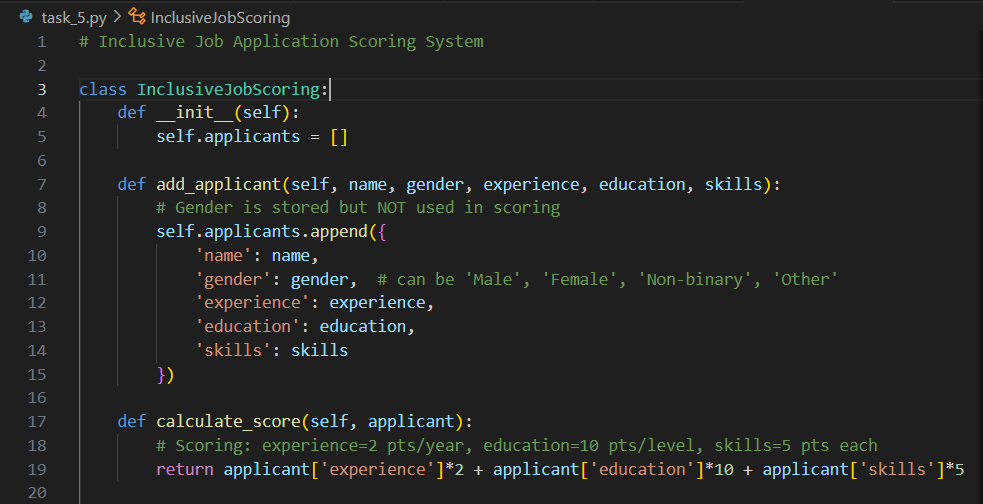 task_5.py > InclusiveJobScoring
1 # Inclusive Job Application Scoring System
2
3 class InclusiveJobScoring:
4     def __init__(self):
5         self.applicants = []
6
7     def add_applicant(self, name, gender, experience, education, skills):
8         # Gender is stored but NOT used in scoring
9         self.applicants.append({
10             'name': name,
11             'gender': gender,  # can be 'Male', 'Female', 'Non-binary', 'Other'
12             'experience': experience,
13             'education': education,
14             'skills': skills
15         })
16
17     def calculate_score(self, applicant):
18         # Scoring: experience=2 pts/year, education=10 pts/level, skills=5 pts each
19         return applicant['experience']*2 + applicant['education']*10 + applicant['skills']*5
20